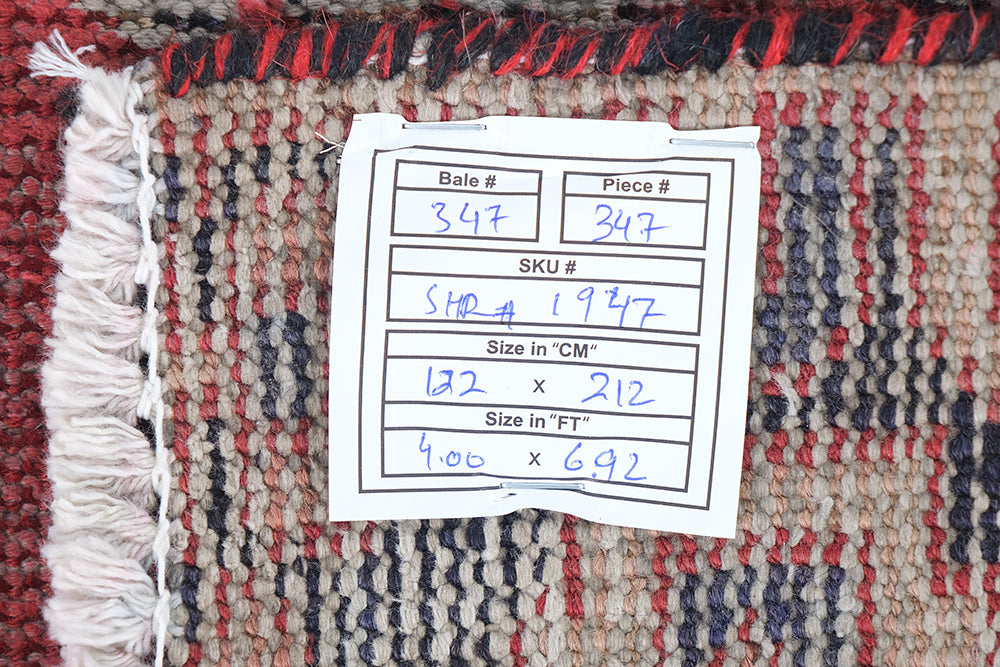 Bale # Piece #
347 347
SKU #
SHR # 1947
Size in "CM"
122 x 212
Size in "FT"
4.00 x 6.92